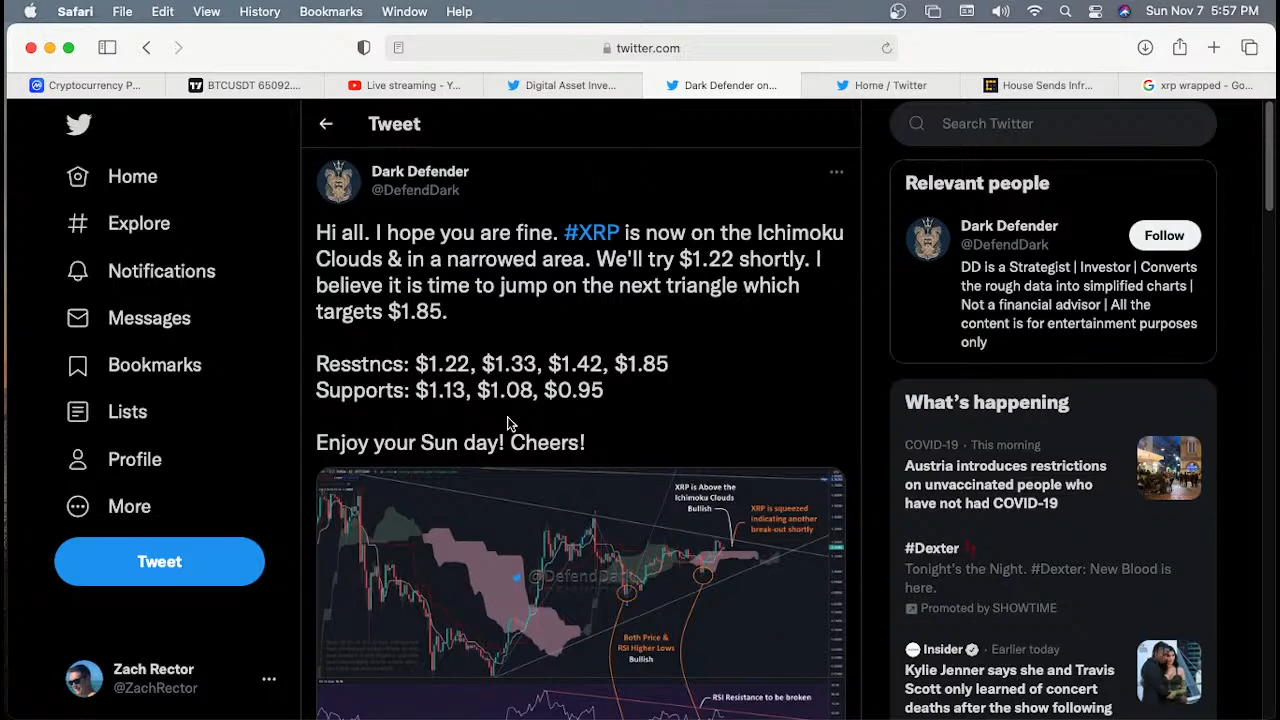 Safari File Edit View History Bookmarks Window Help Sun Nov 7 5:57 PM
twitter.com
Cryptocurrency P...
BTCUSDT 65092....
Live streaming - Y...
Digital Asset Inve...
Dark Defender on...
Home / Twitter
House Sends Infr...
xrp wrapped - Go...
Home
Explore
Notifications
Messages
Bookmarks
Lists
Profile
More
Tweet
Zach Rector
@ZachRector
Tweet
Dark Defender
@DefendDark
Hi all. I hope you are fine. #XRP is now on the Ichimoku
Clouds & in a narrowed area. We'll try $1.22 shortly. I
believe it is time to jump on the next triangle which
targets $1.85.
Resstncs: $1.22, $1.33, $1.42, $1.85
Supports: $1.13, $1.08, $0.95
Enjoy your Sun day! Cheers!
XRP is Above the
Ichimoku Clouds
Bullish
XRP is squeezed
indicating another
break-out shortly
@DefendDark
Both Price &
RSI Higher Lows
Bullish
RSI Resistance to be broken
Search Twitter
Relevant people
Dark Defender
@DefendDark
Follow
DD is a Strategist | Investor | Converts
the rough data into simplified charts |
Not a financial advisor | All the
content is for entertainment purposes
only
What's happening
COVID-19 · This morning
Austria introduces restrictions
on unvaccinated people who
have not had COVID-19
#Dexter
Tonight's the Night. #Dexter: New Blood is
here.
Promoted by SHOWTIME
Insider · Earlier today
Kylie Jenner says she and Travis
Scott only learned of concert
deaths after the show following